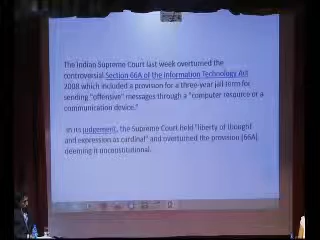 The Indian Supreme Court last week overturned the
controversial Section 66A of the Information Technology Act
2008 which included a provision for a three-year jail term for
sending "offensive" messages through a "computer resource or a
communication device."
In its judgement, the Supreme Court held "liberty of thought
and expression as cardinal" and overturned the provision (66A)
deeming it unconstitutional.